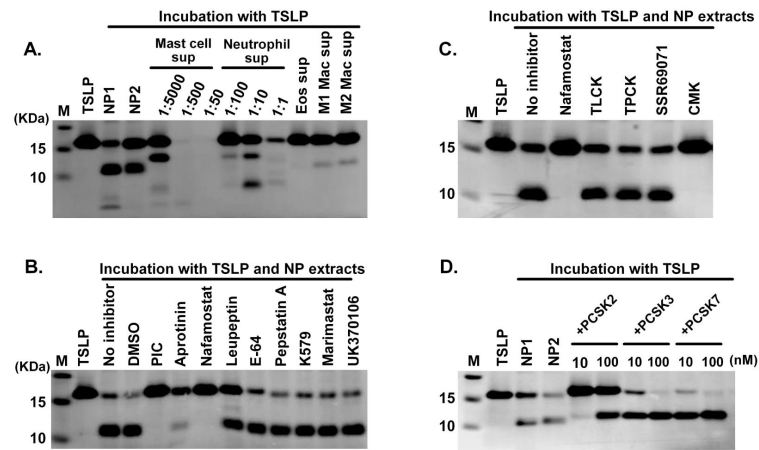 A.
Incubation with TSLP
Mast cell sup
Neutrophil sup
(KDa) M TSLP NP1 NP2 1:5000 1:500 1:50 1:100 1:10 1:1 Eos sup M1 Mac sup M2 Mac sup
15
10
C.
Incubation with TSLP and NP extracts
M TSLP No inhibitor Nafamostat TLCK TPCK SSR69071 CMK
15
10
B.
Incubation with TSLP and NP extracts
(KDa) M TSLP No inhibitor DMSO PIC Aprotinin Nafamostat Leupeptin E-64 Pepstatin A K579 Marimastat UK370106
15
10
D.
Incubation with TSLP
+PCSK2 +PCSK3 +PCSK7
M TSLP NP1 NP2 10 100 10 100 10 100 (nM)
15
10